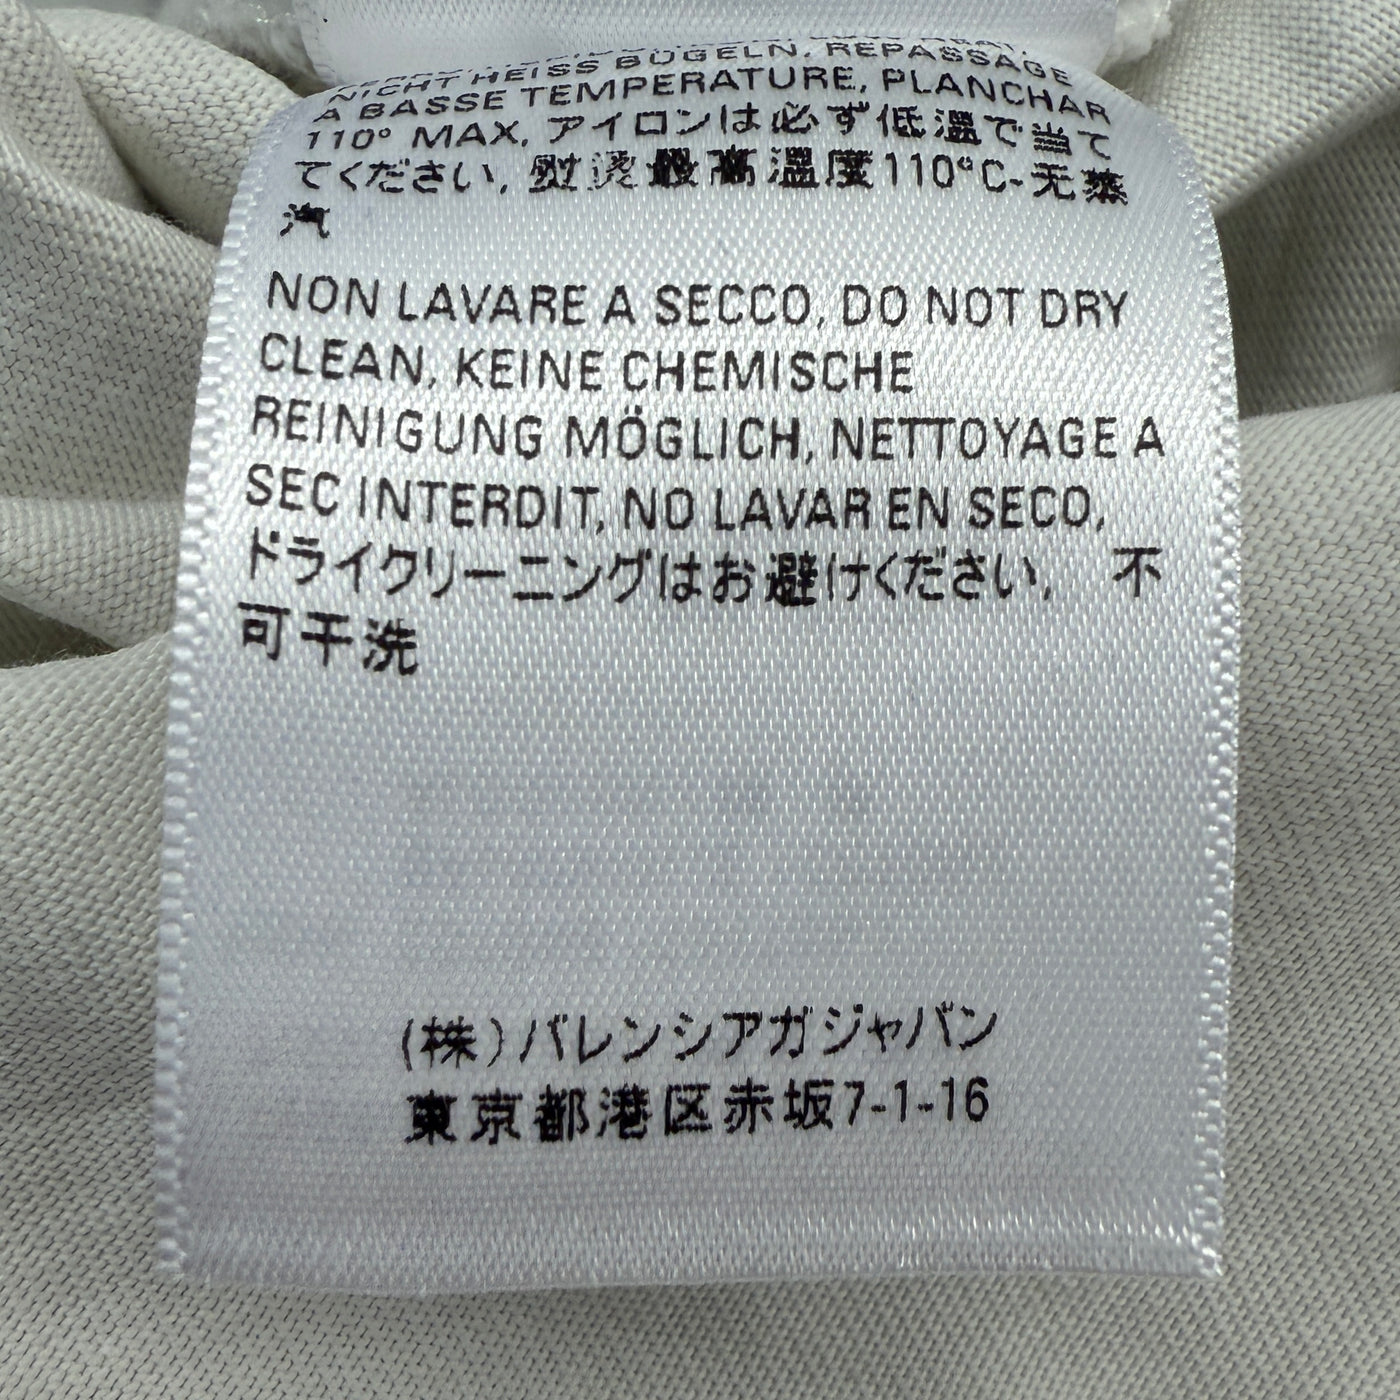 NICHT HEISS BÜGELN, REPASSAGE
A BASSE TEMPERATURE, PLANCHAR
110° MAX, アイロンは必ず低温で当て
てください, 熨烫最高温度110°C-无蒸
汽
NON LAVARE A SECCO, DO NOT DRY
CLEAN, KEINE CHEMISCHE
REINIGUNG MÖGLICH, NETTOYAGE A
SEC INTERDIT, NO LAVAR EN SECO,
ドライクリーニングはお避けください, 不
可干洗
(株)バレンシアガジャパン
東京都港区赤坂7-1-16